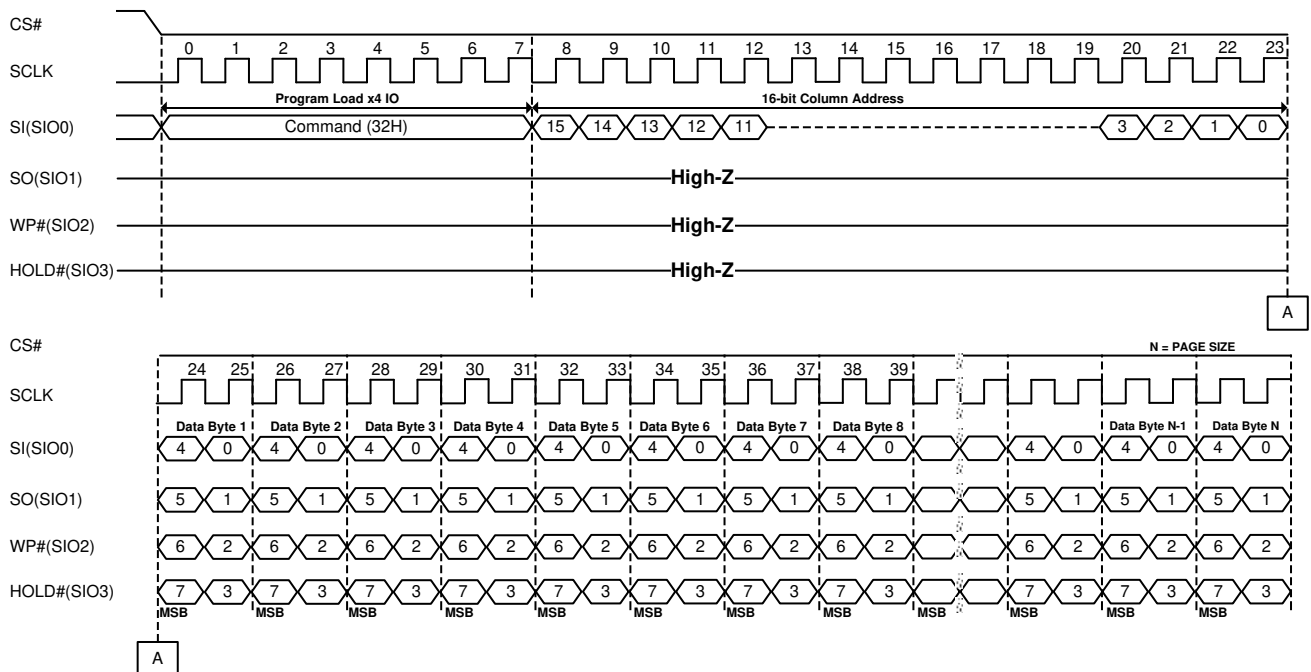 CS#
0 1 2 3 4 5 6 7 8 9 10 11 12 13 14 15 16 17 18 19 20 21 22 23
SCLK
Program Load x4 IO 16-bit Column Address
SI(SIO0) Command (32H) 15 14 13 12 11 3 2 1 0
SO(SIO1) High-Z
WP#(SIO2) High-Z
HOLD#(SIO3) High-Z
A
CS#
N = PAGE SIZE
24 25 26 27 28 29 30 31 32 33 34 35 36 37 38 39
SCLK
Data Byte 1 Data Byte 2 Data Byte 3 Data Byte 4 Data Byte 5 Data Byte 6 Data Byte 7 Data Byte 8 Data Byte N-1 Data Byte N
SI(SIO0) 4 0 4 0 4 0 4 0 4 0 4 0 4 0 4 0 4 0 4 0 4 0
SO(SIO1) 5 1 5 1 5 1 5 1 5 1 5 1 5 1 5 1 5 1 5 1 5 1
WP#(SIO2) 6 2 6 2 6 2 6 2 6 2 6 2 6 2 6 2 6 2 6 2 6 2
HOLD#(SIO3) 7 3 7 3 7 3 7 3 7 3 7 3 7 3 7 3 7 3 7 3 7 3
MSB MSB MSB MSB MSB MSB MSB MSB MSB MSB MSB MSB
A